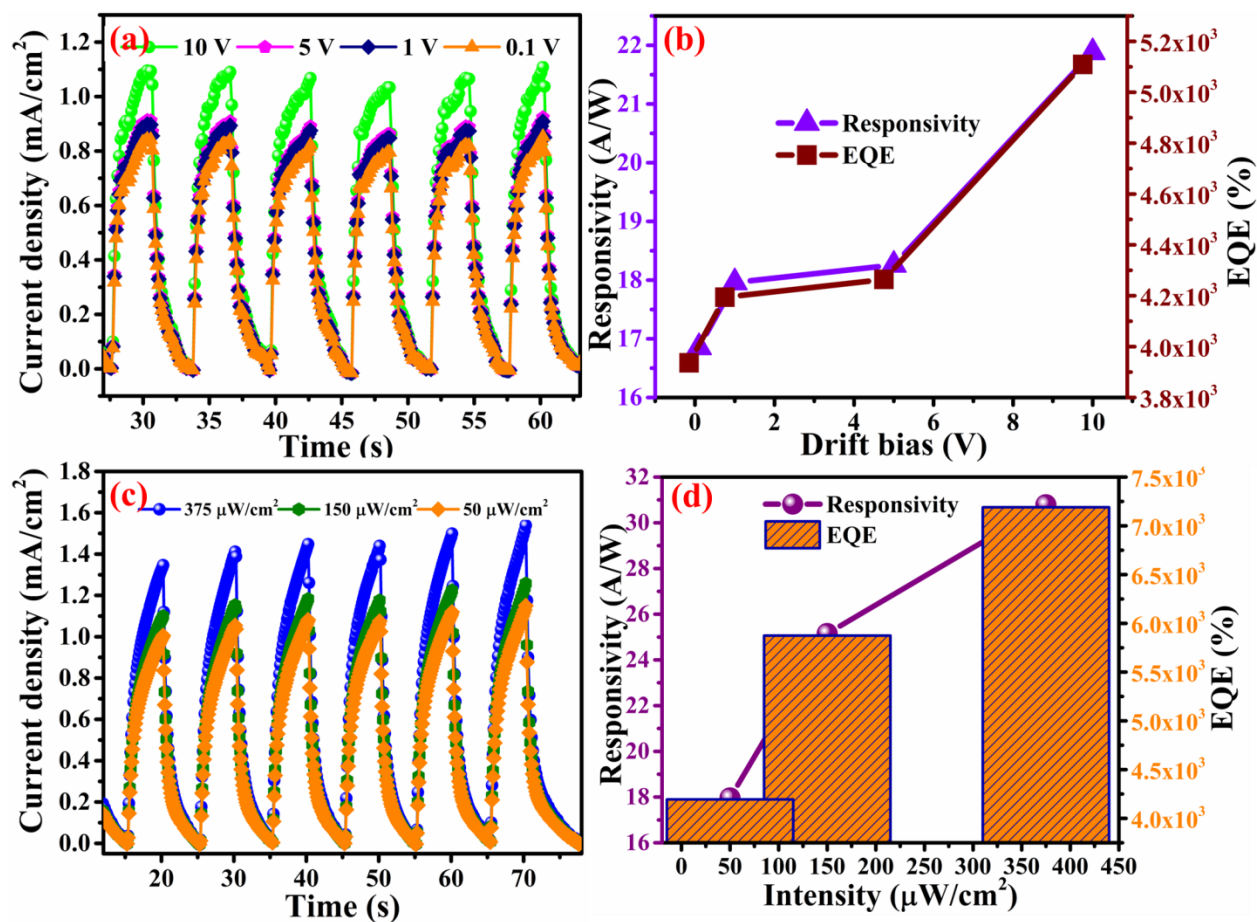 (a)
10 V 5 V 1 V 0.1 V
1.2
1.0
0.8
0.6
0.4
0.2
0.0
Current density (mA/cm²)
30 35 40 45 50 55 60
Time (s)
(b)
22
21
20
19
18
17
16
Responsivity (A/W)
Responsivity
EQE
5.2x10³
5.0x10³
4.8x10³
4.6x10³
4.4x10³
4.2x10³
4.0x10³
3.8x10³
EQE (%)
0 2 4 6 8 10
Drift bias (V)
(c)
375 μW/cm² 150 μW/cm² 50 μW/cm²
1.8
1.6
1.4
1.2
1.0
0.8
0.6
0.4
0.2
0.0
Current density (mA/cm²)
20 30 40 50 60 70
Time (s)
(d)
32
30
28
26
24
22
20
18
16
Responsivity (A/W)
Responsivity
EQE
7.5x10³
7.0x10³
6.5x10³
6.0x10³
5.5x10³
5.0x10³
4.5x10³
4.0x10³
EQE (%)
0 50 100 150 200 250 300 350 400 450
Intensity (μW/cm²)